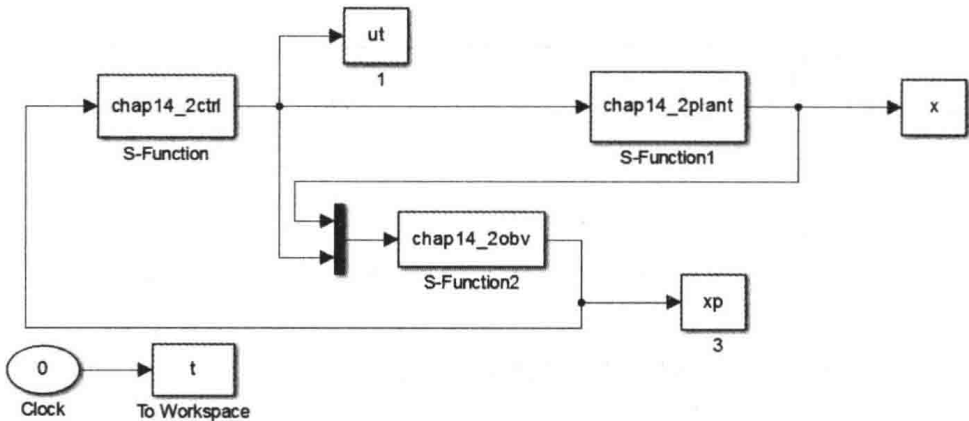 ut
1
chap14_2ctrl
S-Function
chap14_2plant
S-Function1
x
chap14_2obv
S-Function2
xp
3
0
Clock
t
To Workspace